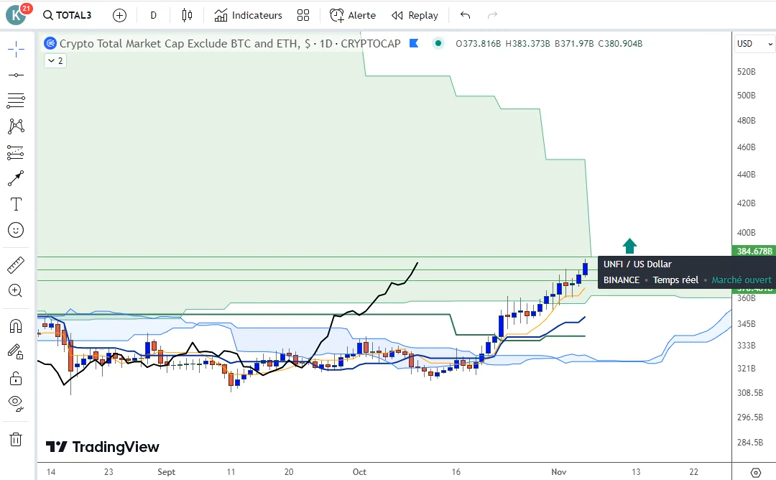 K 21 TOTAL3 D Indicateurs Alerte Replay
Crypto Total Market Cap Exclude BTC and ETH, $ · 1D · CRYPTOCAP O373.816B H383.373B B371.97B C380.904B USD
2
520B
500B
480B
460B
440B
420B
400B
384.678B
UNFI / US Dollar
BINANCE • Temps réel • Marché ouvert
360B
345B
333B
321B
308.5B
296.5B
284.5B
TradingView
14 23 Sept 11 20 Oct 16 Nov 13 22